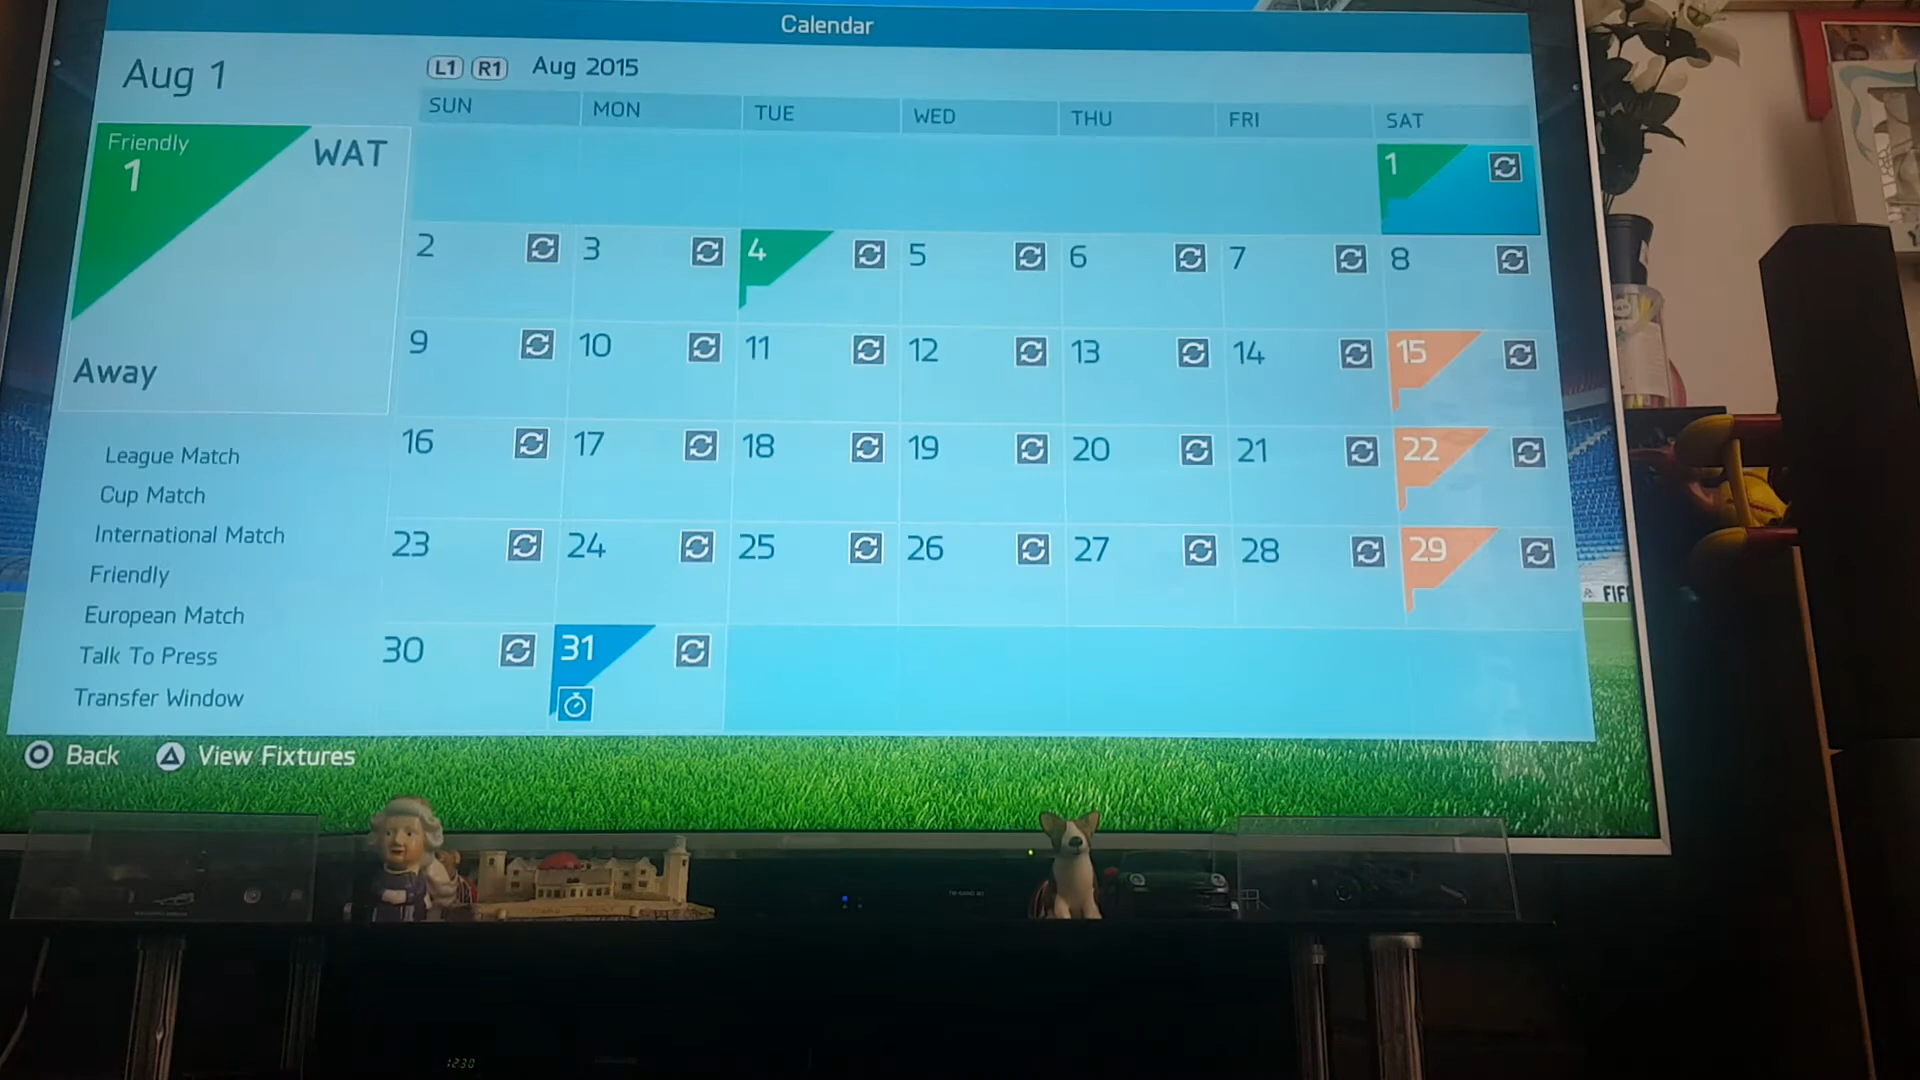 Calendar
Aug 1
L1 R1 Aug 2015
SUN MON TUE WED THU FRI SAT
Friendly
1
WAT
Away
1
2 3 4 5 6 7 8
9 10 11 12 13 14 15
16 17 18 19 20 21 22
23 24 25 26 27 28 29
30 31
League Match
Cup Match
International Match
Friendly
European Match
Talk To Press
Transfer Window
Back View Fixtures
12:30